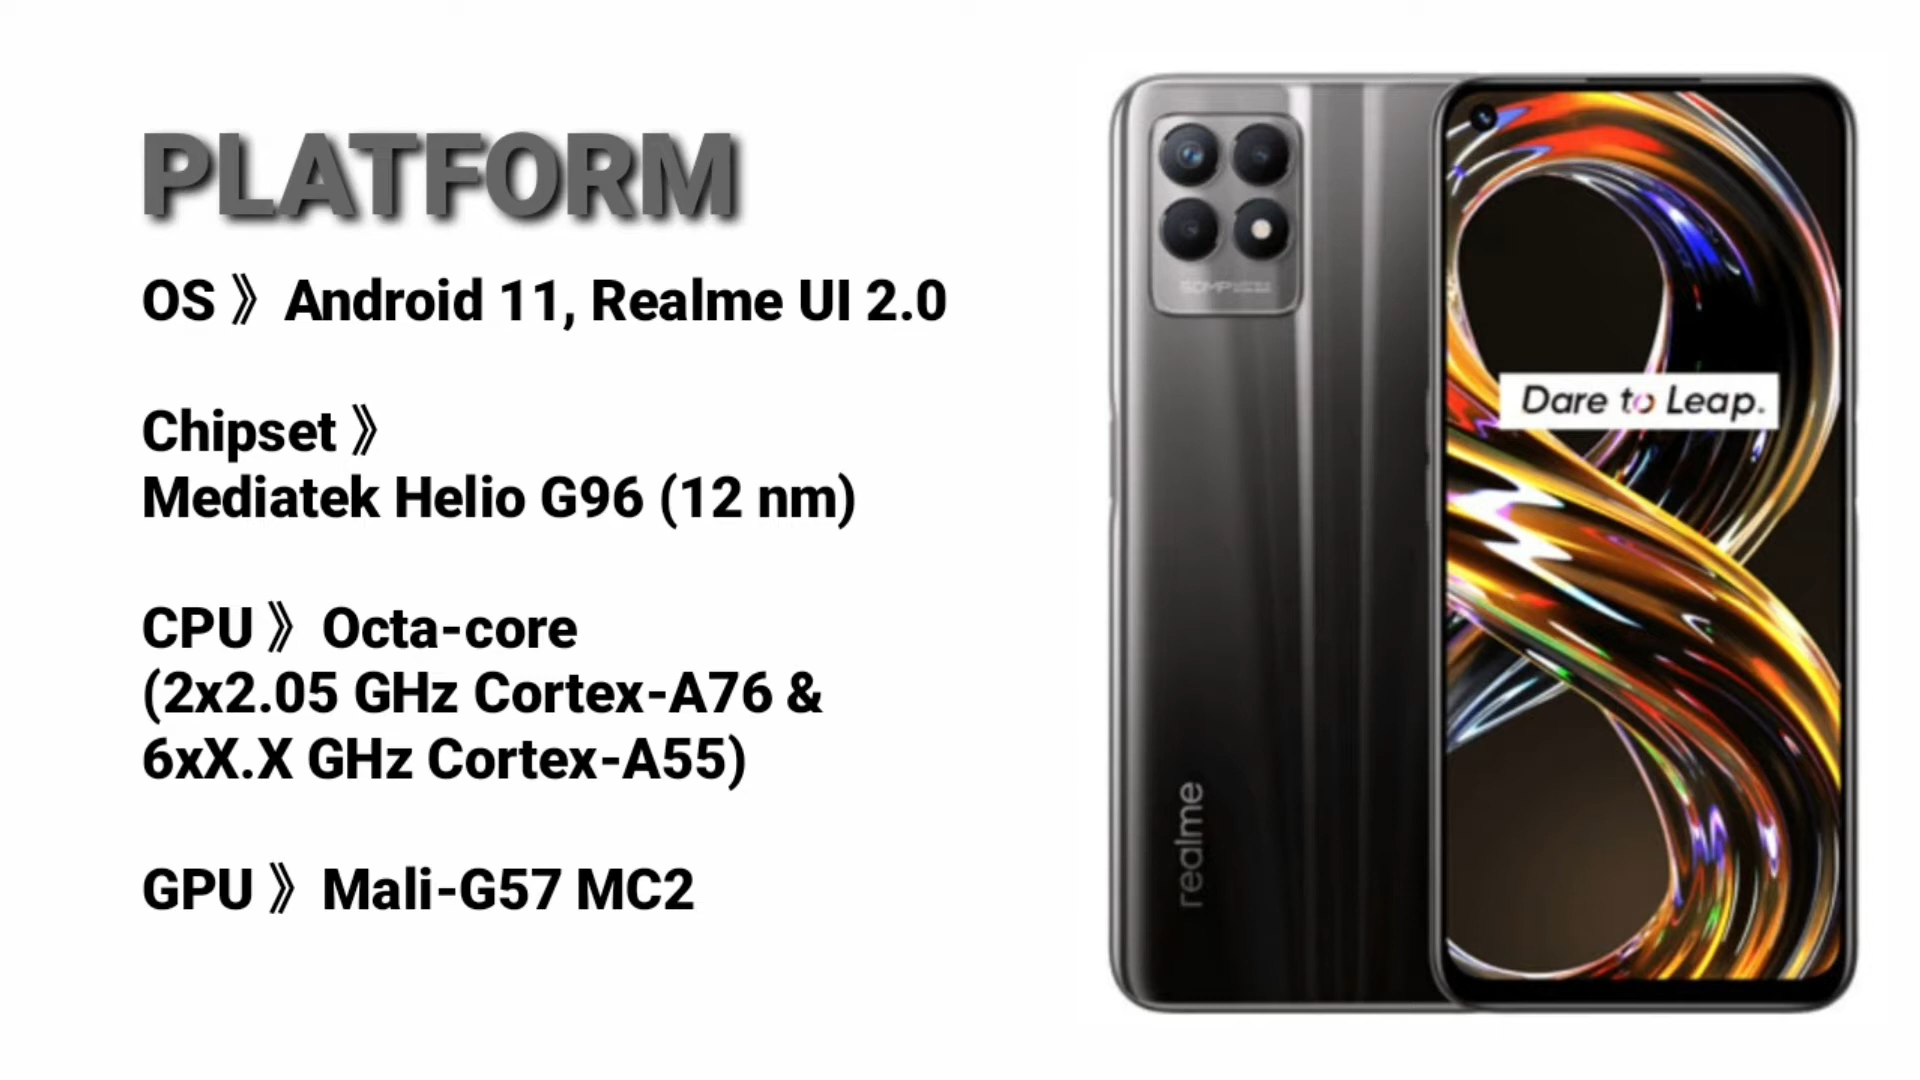 PLATFORM
OS 》 Android 11, Realme UI 2.0
Chipset 》
Mediatek Helio G96 (12 nm)
CPU 》 Octa-core
(2x2.05 GHz Cortex-A76 &
6xX.X GHz Cortex-A55)
GPU 》 Mali-G57 MC2
50MP
realme
Dare to Leap.